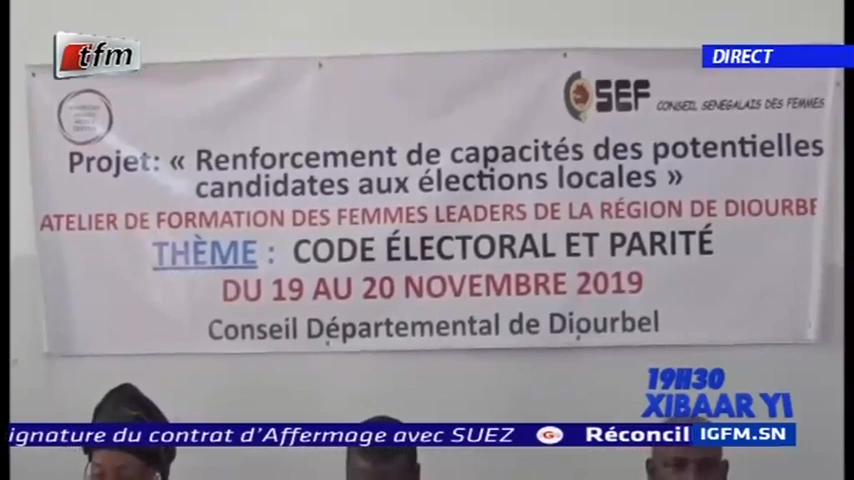 tfm
DIRECT
COSEF CONSEIL SENEGALAIS DES FEMMES
Projet: « Renforcement de capacités des potentielles
candidates aux élections locales »
ATELIER DE FORMATION DES FEMMES LEADERS DE LA RÉGION DE DIOURBE
THÈME : CODE ÉLECTORAL ET PARITÉ
DU 19 AU 20 NOVEMBRE 2019
Conseil Départemental de Diourbel
19H30
XIBAAR YI
ignature du contrat d'Affermage avec SUEZ Réconcil IGFM.SN